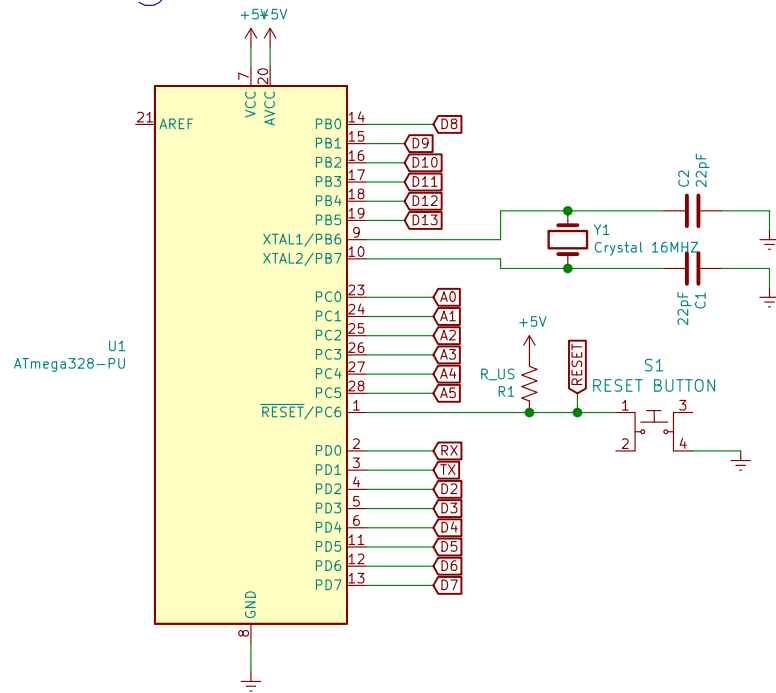 +5V
+5V
7
20
VCC
AVCC
21
AREF
PB0
14
D8
PB1
15
D9
PB2
16
D10
PB3
17
D11
PB4
18
D12
PB5
19
D13
XTAL1/PB6
9
XTAL2/PB7
10
C2
22pF
Y1
Crystal 16MHZ
22pF
C1
PC0
23
A0
PC1
24
A1
PC2
25
A2
PC3
26
A3
PC4
27
A4
PC5
28
A5
RESET/PC6
1
U1
ATmega328-PU
+5V
R_US
R1
RESET
S1
RESET BUTTON
1
3
2
4
PD0
2
RX
PD1
3
TX
PD2
4
D2
PD3
5
D3
PD4
6
D4
PD5
11
D5
PD6
12
D6
PD7
13
D7
GND
8